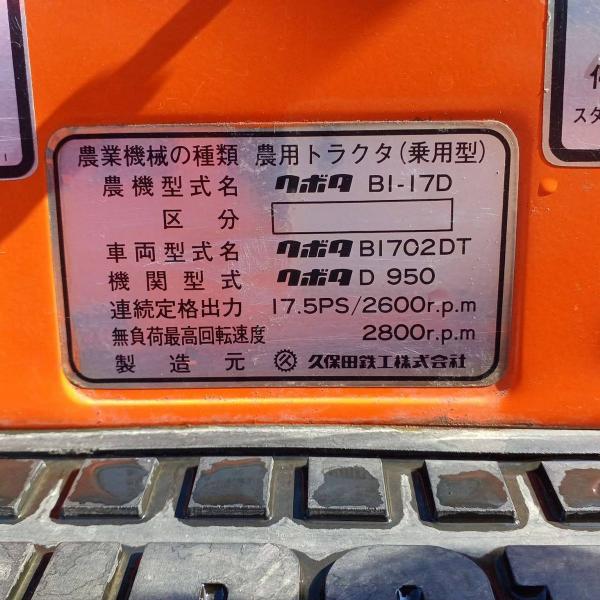 農業機械の種類 農用トラクタ(乗用型)
農機型式名 クボタ B1-17D
区分
車両型式名 クボタ B1702DT
機関型式 クボタ D 950
連続定格出力 17.5PS/2600r.p.m
無負荷最高回転速度 2800r.p.m
製造元 久保田鉄工株式会社
スタ